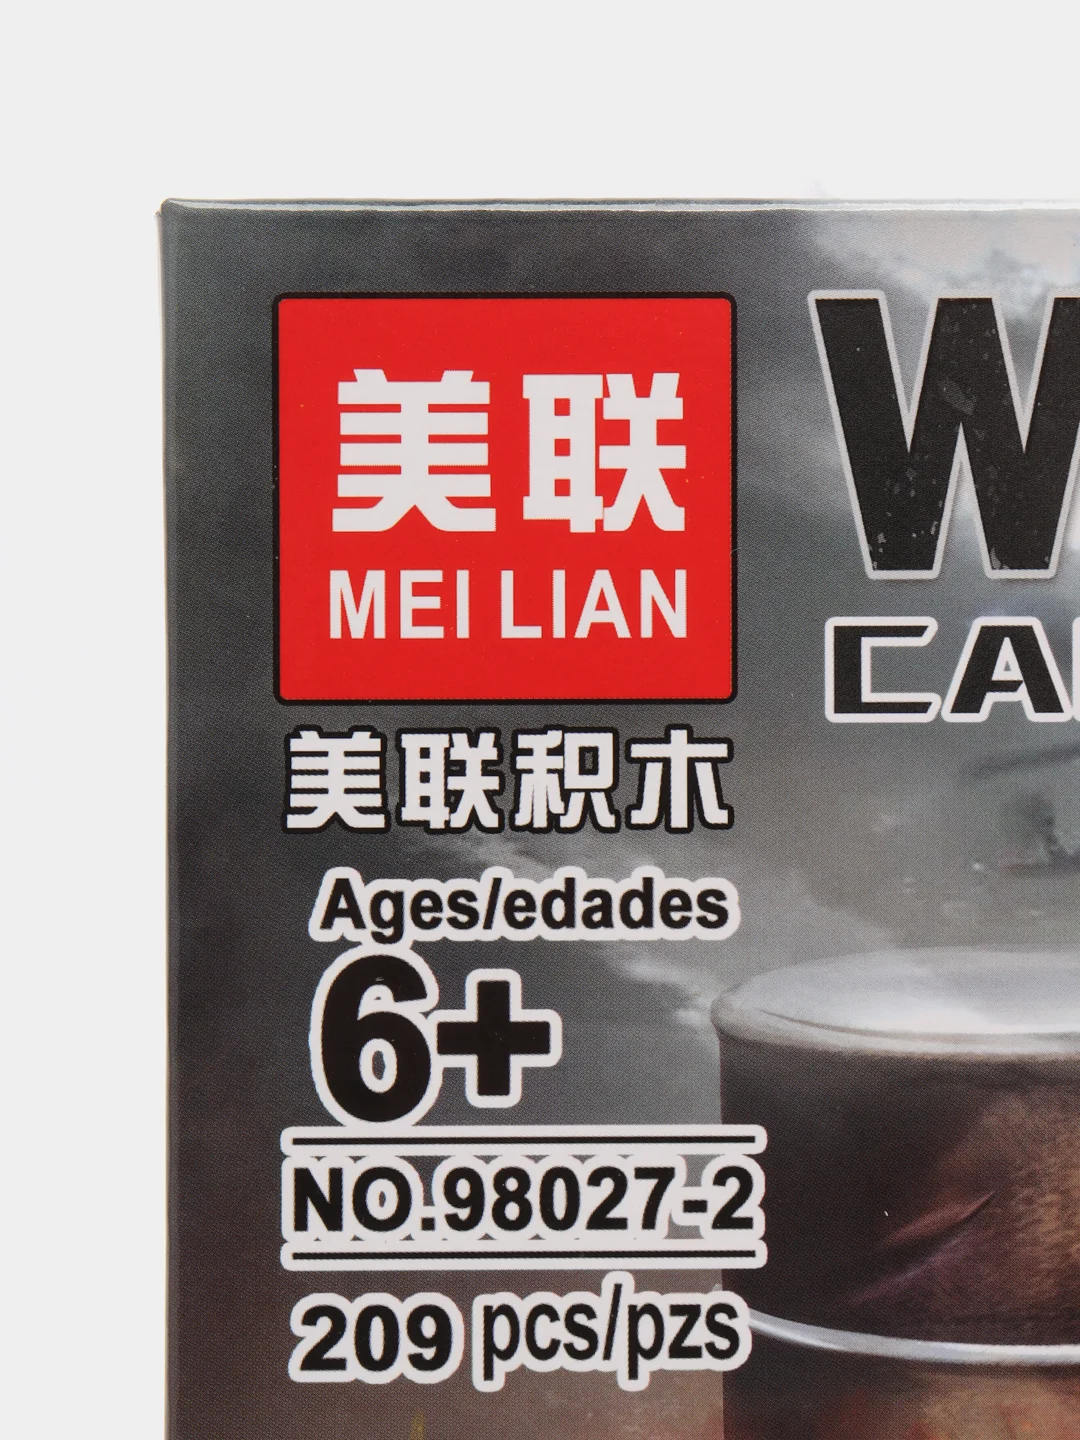 美联
MEI LIAN
美联积木
Ages/edades
6+
NO.98027-2
209 pcs/pzs